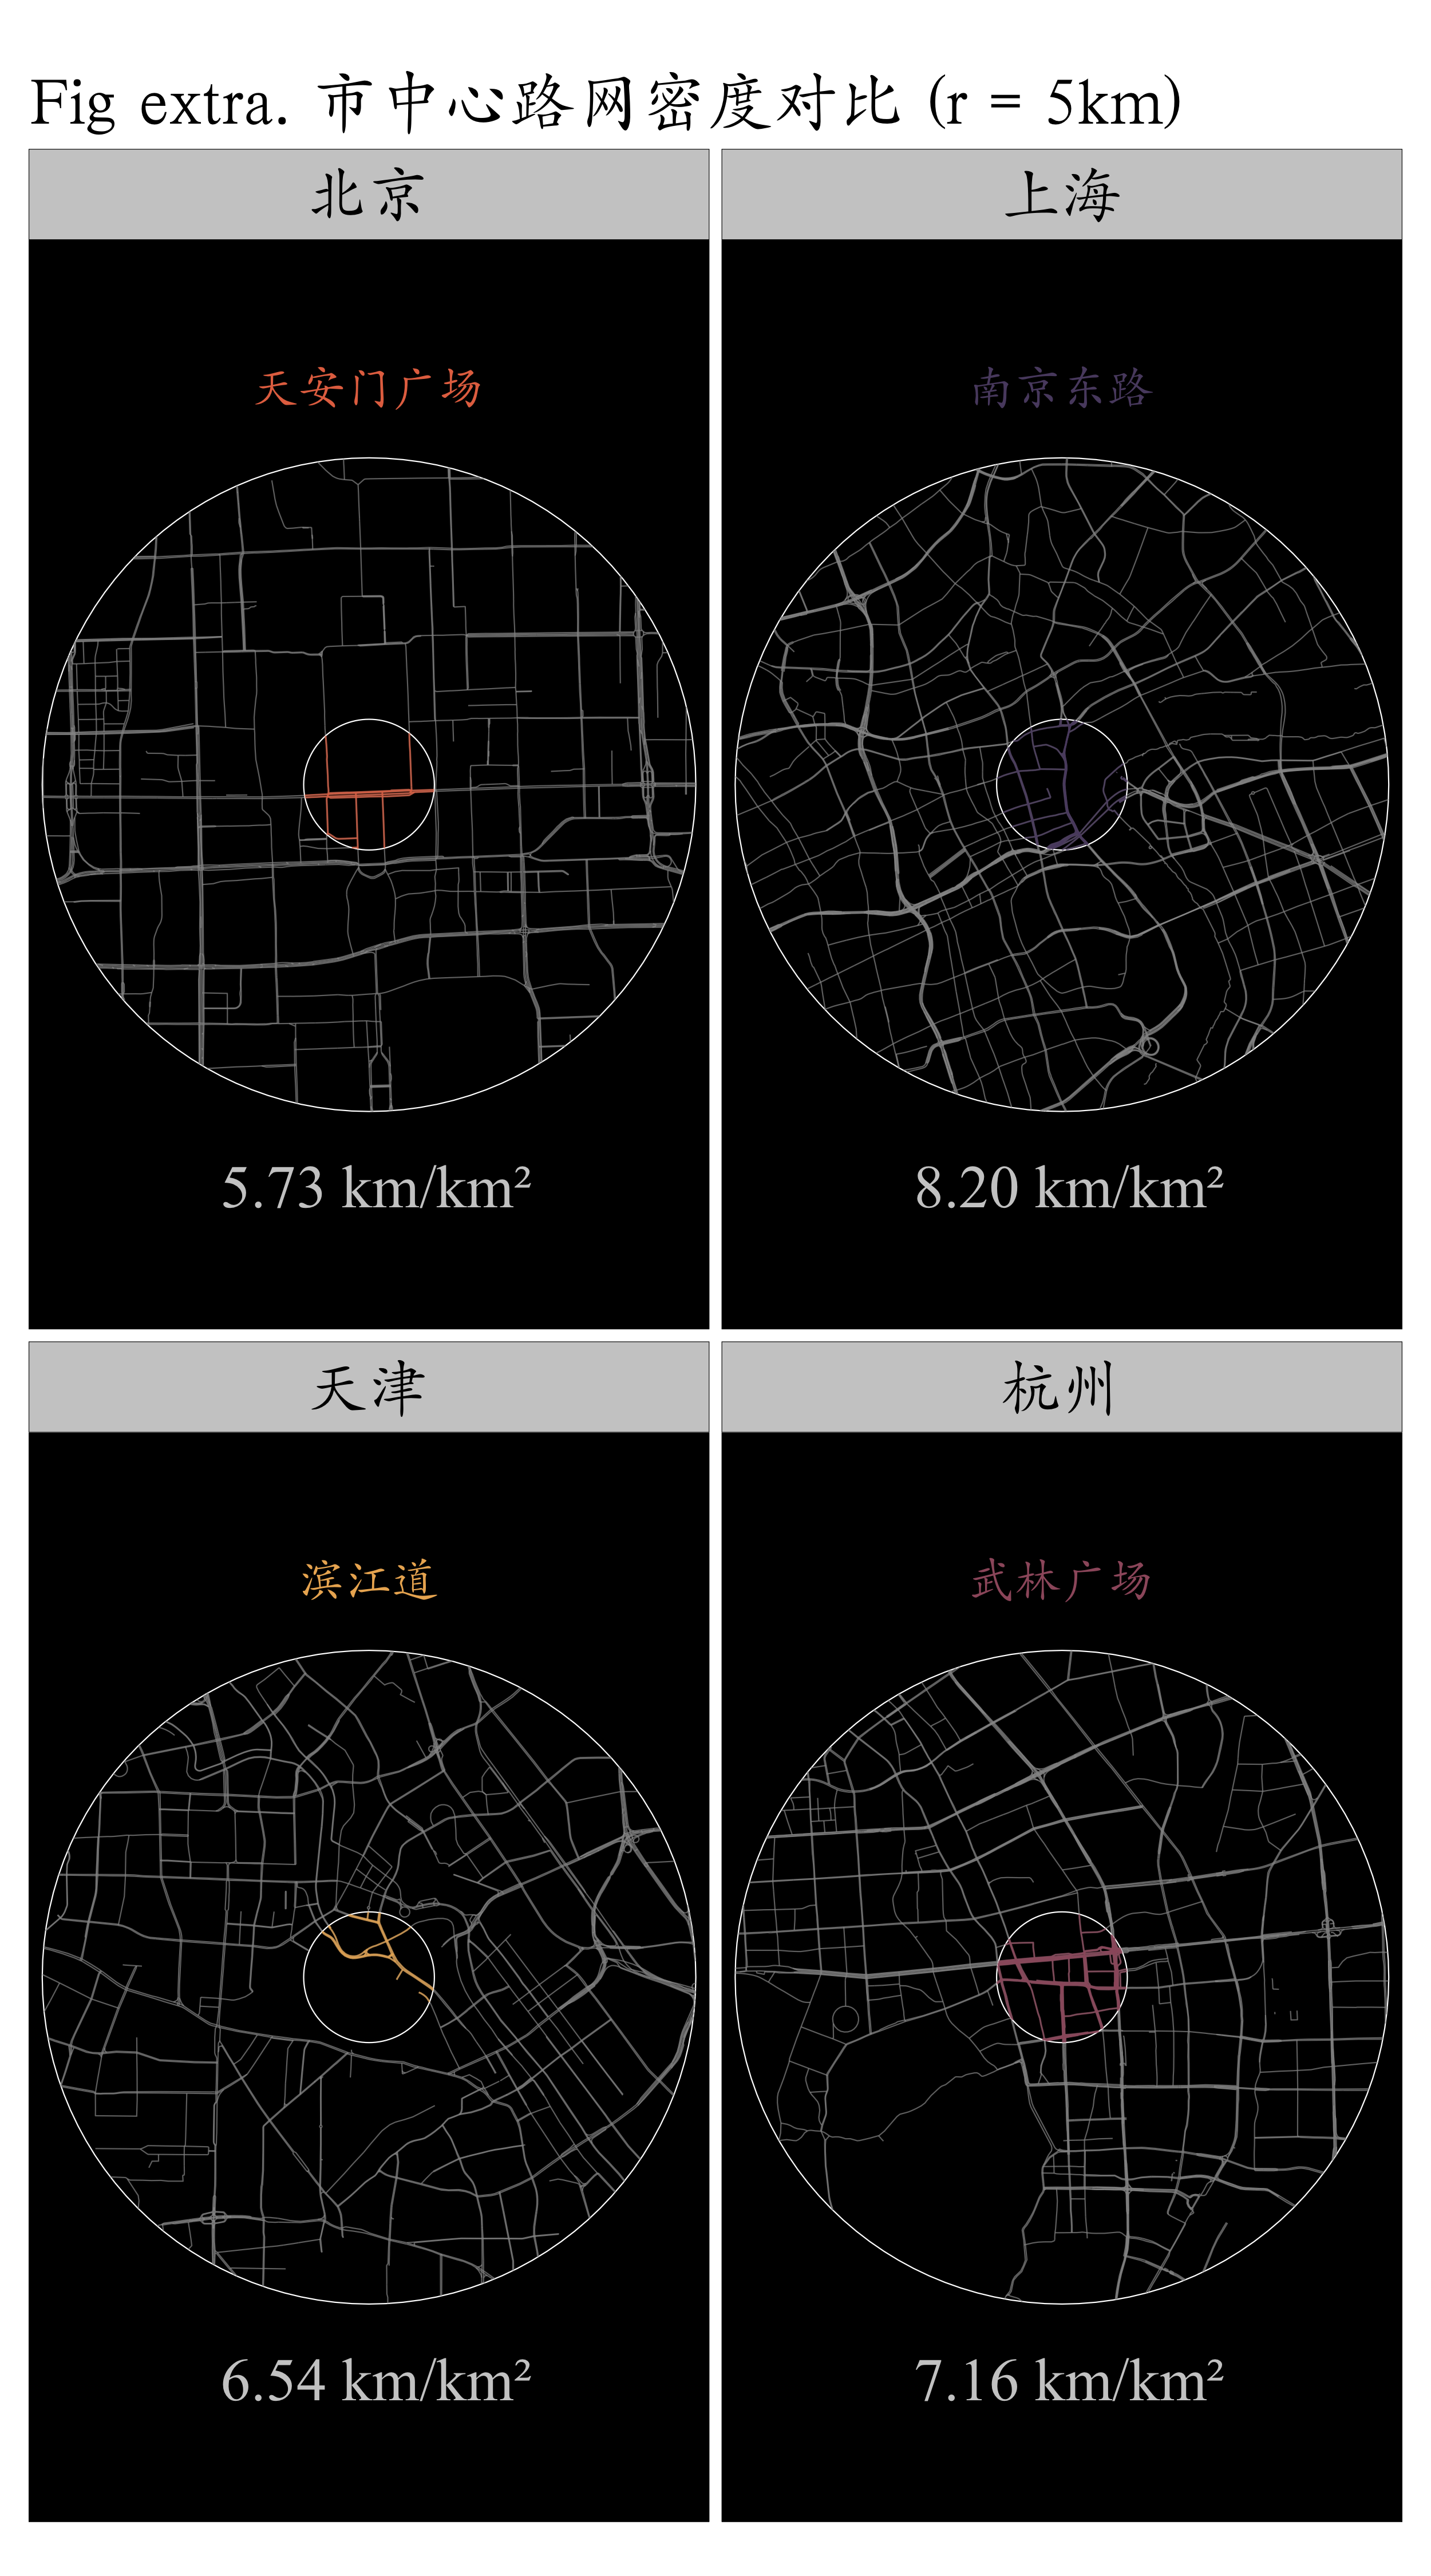 Fig extra. 市中心路网密度对比 (r = 5km)
北京
天安门广场
5.73 km/km²
上海
南京东路
8.20 km/km²
天津
滨江道
6.54 km/km²
杭州
武林广场
7.16 km/km²